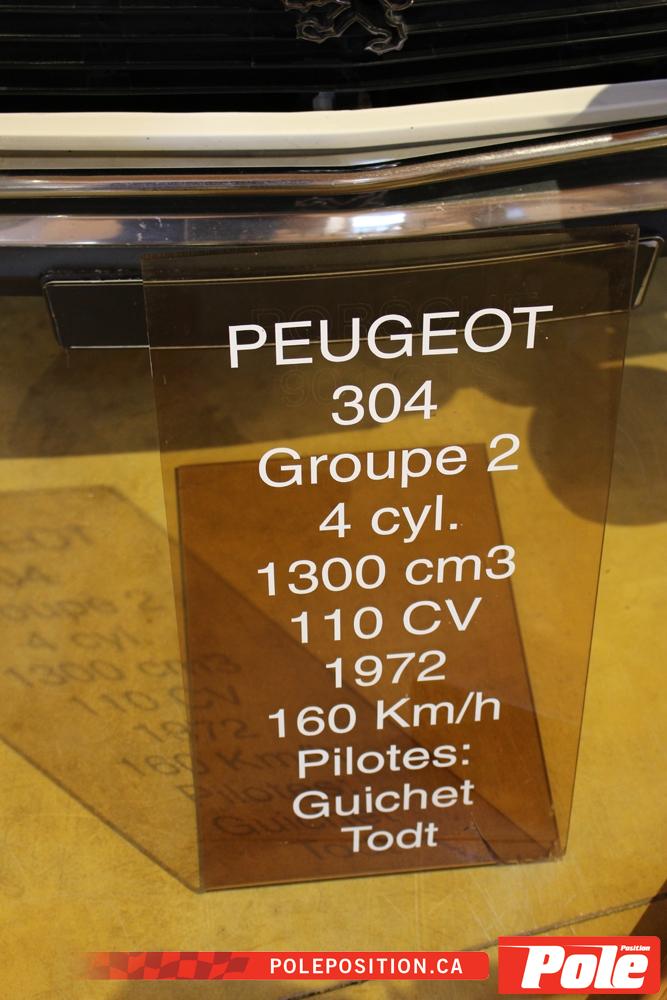 PEUGEOT
304
Groupe 2
4 cyl.
1300 cm3
110 CV
1972
160 Km/h
Pilotes:
Guichet
Todt
POLEPOSITION.CA
Pole
Position